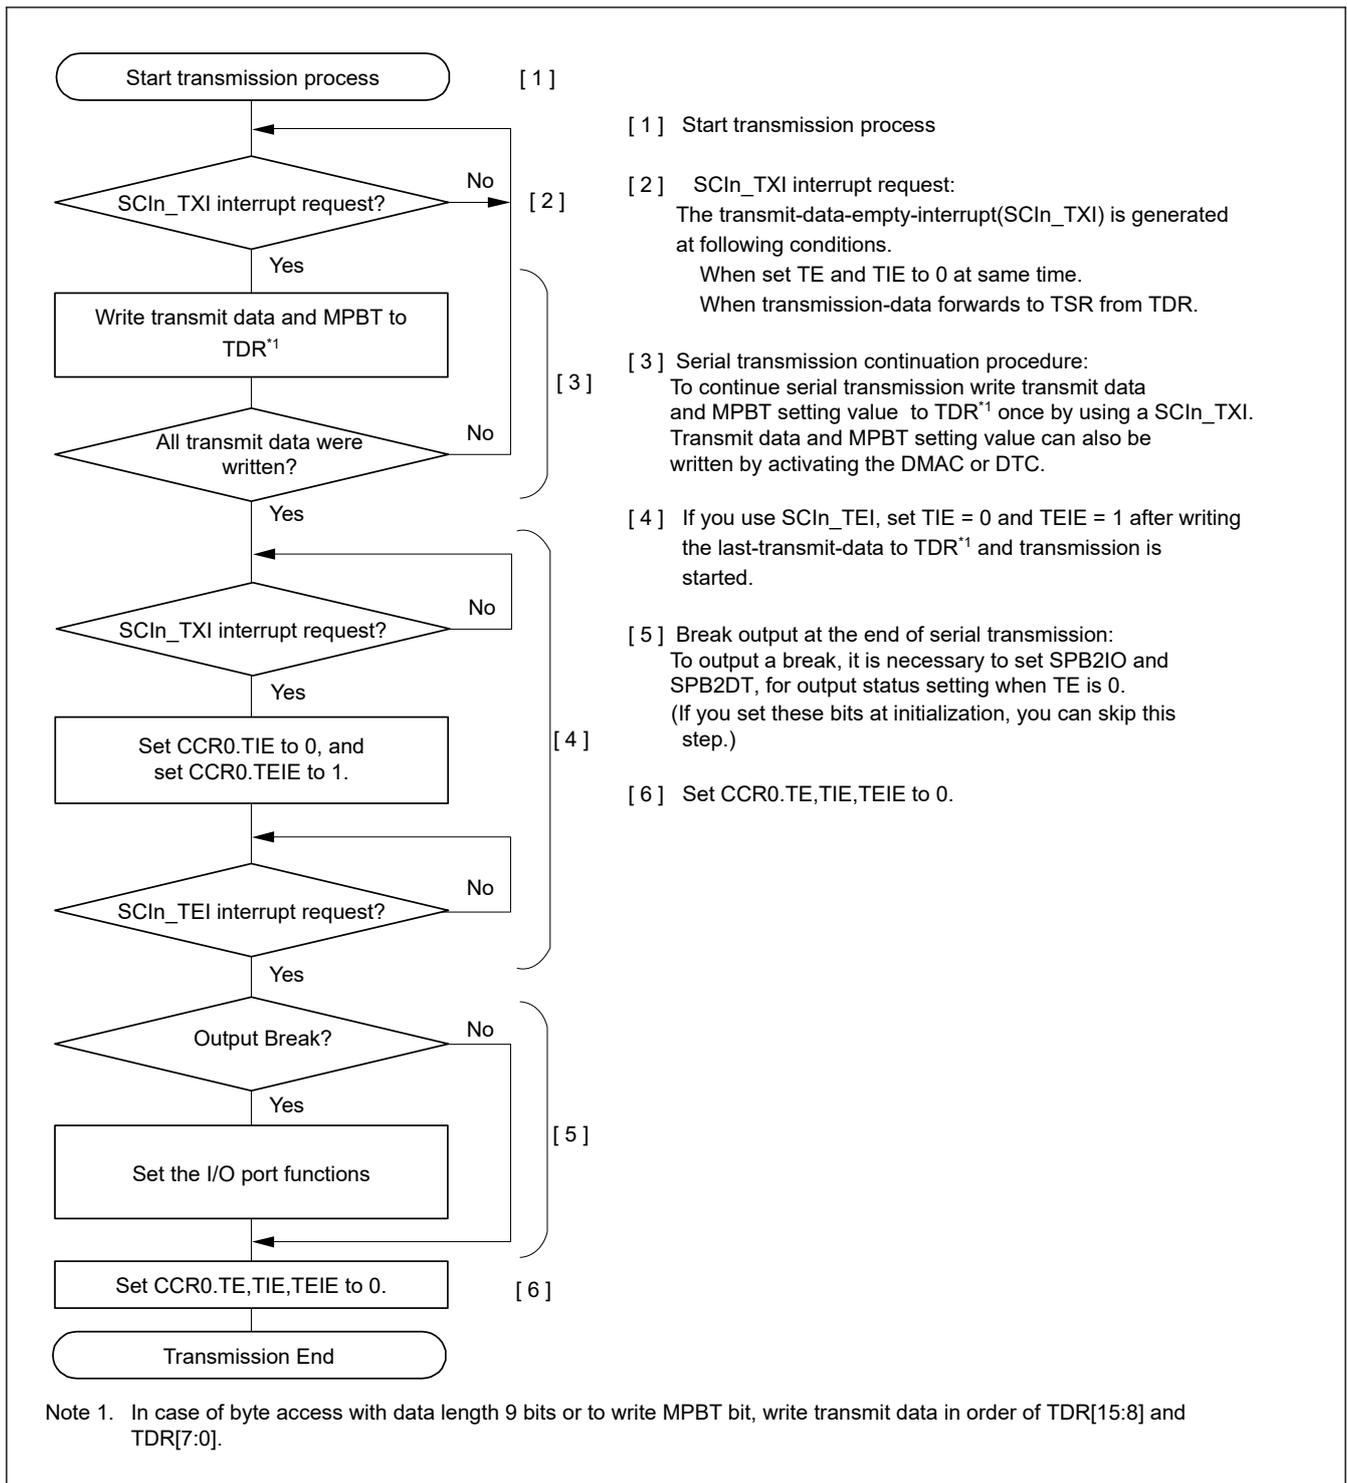 Start transmission process
[ 1 ]
SCIn_TXI interrupt request?
No
[ 2 ]
Yes
Write transmit data and MPBT to
TDR*1
[ 3 ]
All transmit data were
written?
No
Yes
SCIn_TXI interrupt request?
No
Yes
Set CCR0.TIE to 0, and
set CCR0.TEIE to 1.
[ 4 ]
SCIn_TEI interrupt request?
No
Yes
Output Break?
No
Yes
Set the I/O port functions
[ 5 ]
Set CCR0.TE,TIE,TEIE to 0.
[ 6 ]
Transmission End
[ 1 ] Start transmission process
[ 2 ] SCIn_TXI interrupt request:
The transmit-data-empty-interrupt(SCIn_TXI) is generated
at following conditions.
When set TE and TIE to 0 at same time.
When transmission-data forwards to TSR from TDR.
[ 3 ] Serial transmission continuation procedure:
To continue serial transmission write transmit data
and MPBT setting value to TDR*1 once by using a SCIn_TXI.
Transmit data and MPBT setting value can also be
written by activating the DMAC or DTC.
[ 4 ] If you use SCIn_TEI, set TIE = 0 and TEIE = 1 after writing
the last-transmit-data to TDR*1 and transmission is
started.
[ 5 ] Break output at the end of serial transmission:
To output a break, it is necessary to set SPB2IO and
SPB2DT, for output status setting when TE is 0.
(If you set these bits at initialization, you can skip this
step.)
[ 6 ] Set CCR0.TE,TIE,TEIE to 0.
Note 1. In case of byte access with data length 9 bits or to write MPBT bit, write transmit data in order of TDR[15:8] and
TDR[7:0].